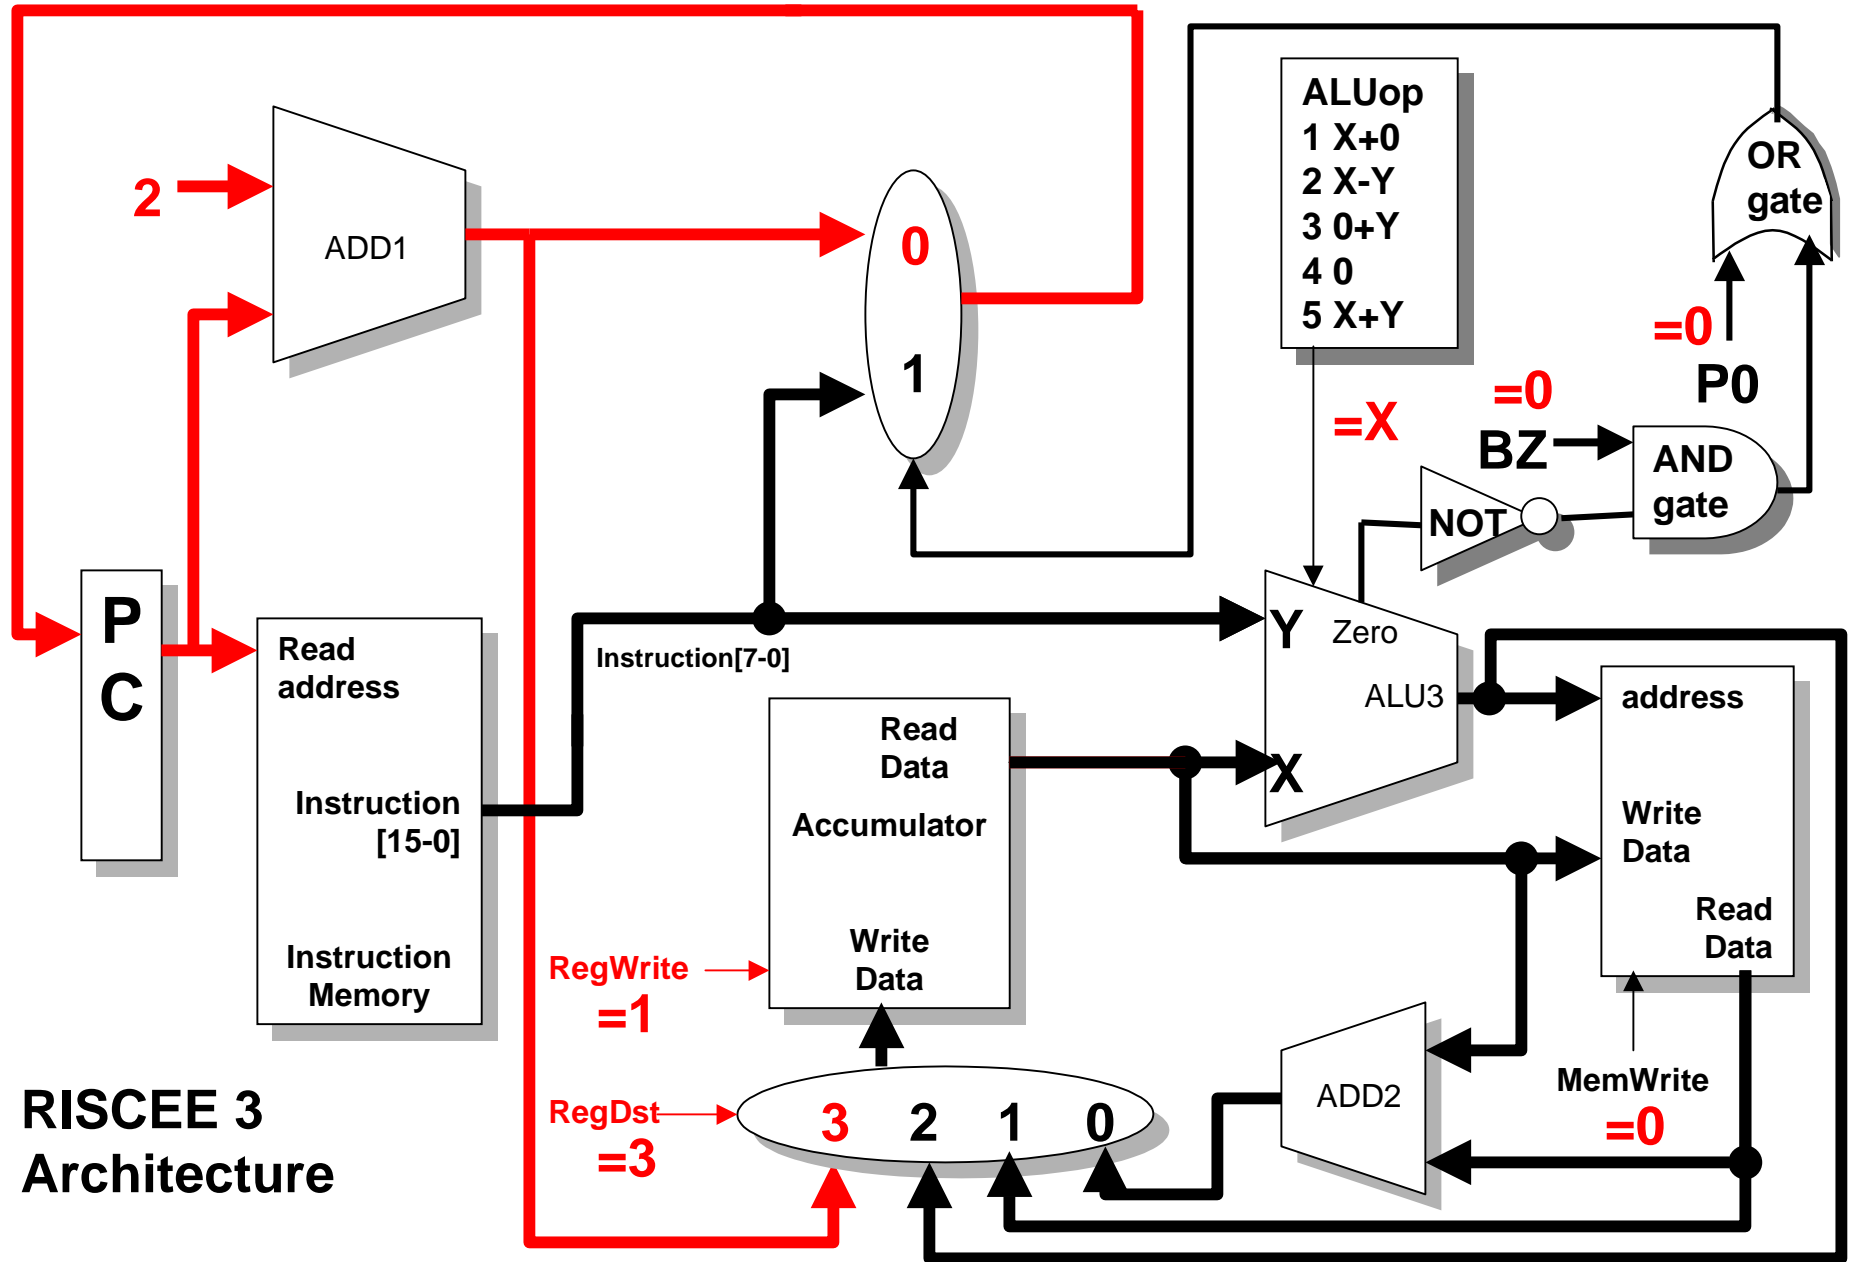 ALUop
1 X+0
2 X-Y
3 0+Y
4 0
5 X+Y
OR
gate
2
ADD1
0
1
=0
P0
=0
BZ
=X
AND
gate
NOT
P
C
Read
address
Instruction
[15-0]
Instruction
Memory
Instruction[7-0]
Y
Zero
ALU3
X
Read
Data
Accumulator
Write
Data
address
Write
Data
Read
Data
RegWrite
=1
RegDst
=3
3 2 1 0
ADD2
MemWrite
=0
RISCEE 3
Architecture